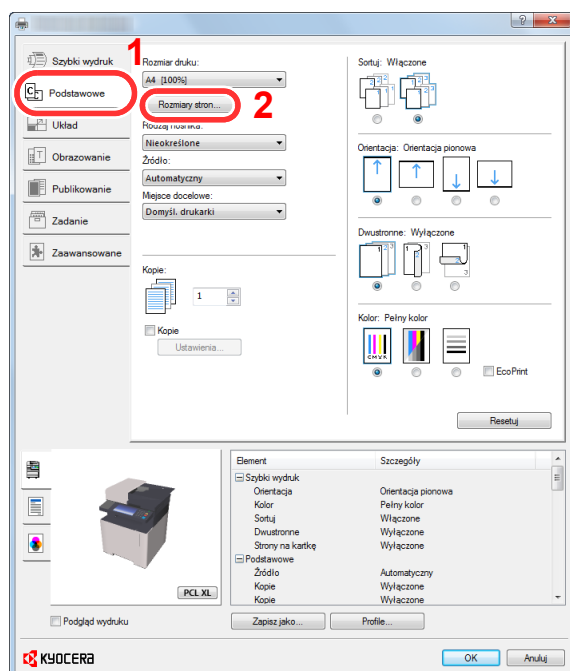 1
Szybki wydruk
Podstawowe
Układ
Obrazowanie
Publikowanie
Zadanie
Zaawansowane
Rozmiar druku:
A4 [100%]
Rozmiary stron...
2
Rodzaj nośnika:
Nieokreślone
Źródło:
Automatyczny
Miejsce docelowe:
Domyśl. drukarki
Kopie:
1
Kopie
Ustawienia...
Sortuj: Włączone
Orientacja: Orientacja pionowa
Dwustronne: Wyłączone
Kolor: Pełny kolor
CMYK
EcoPrint
Resetuj
PCL XL
Podgląd wydruku
Element Szczegóły
Szybki wydruk
Orientacja Orientacja pionowa
Kolor Pełny kolor
Sortuj Włączone
Dwustronne Wyłączone
Strony na kartkę Wyłączone
Podstawowe
Źródło Automatyczny
Kopie Wyłączone
Kopie Wyłączone
Zapisz jako... Profile...
KYOCERA
OK Anuluj